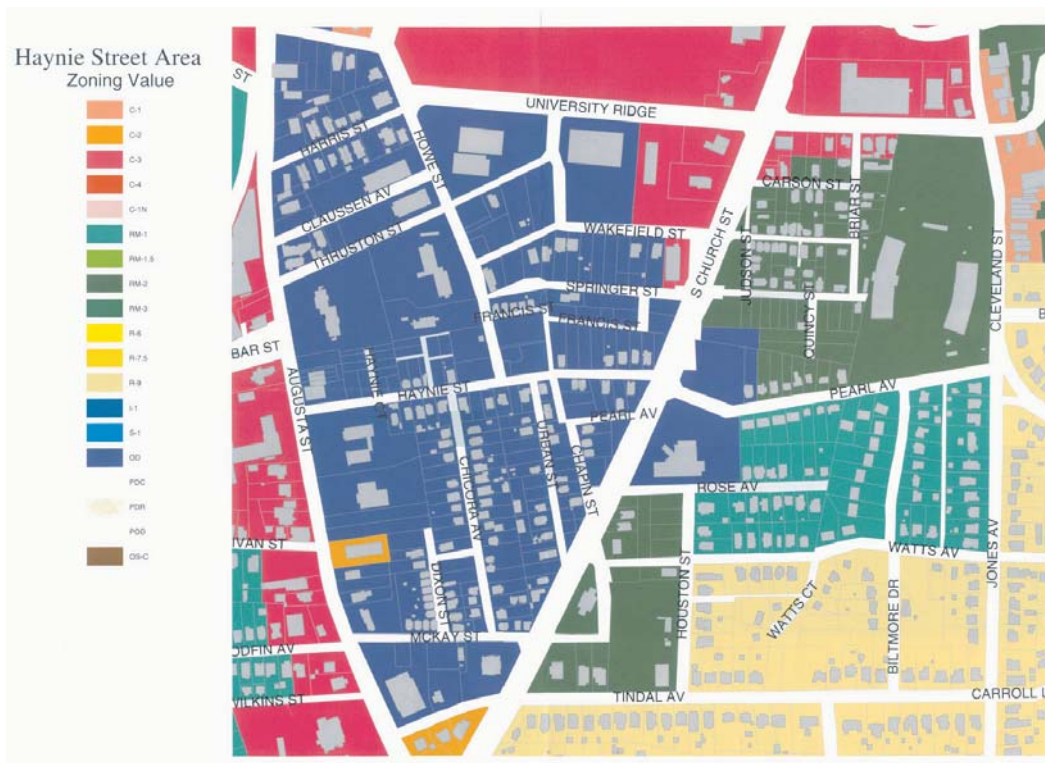 Haynie Street Area
Zoning Value
C-1
C-2
C-3
C-4
C-1N
RM-1
RM-1.5
RM-2
RM-3
R-6
R-7.5
R-9
I-1
S-1
OD
PDC
PDR
POD
OS-C
ST
UNIVERSITY RIDGE
HARRIS ST
HOWE ST
CLAUSSEN AV
THRUSTON ST
WAKEFIELD ST
S CHURCH ST
CARSON ST
BRIAR ST
JUDSON ST
CLEVELAND ST
SPRINGER ST
FRANCIS ST
FRANCIS ST
QUINCY ST
B
BAR ST
AUGUSTA ST
HAYNIE CT
HAYNIE ST
PEARL AV
PEARL AV
URBAN ST
CHAPIN ST
CHICORA AV
ROSE AV
IVAN ST
DIXON ST
HOUSTON ST
WATTS AV
JONES AV
WATTS CT
BILTMORE DR
MCKAY ST
ODFIN AV
WILKINS ST
TINDAL AV
CARROLL L